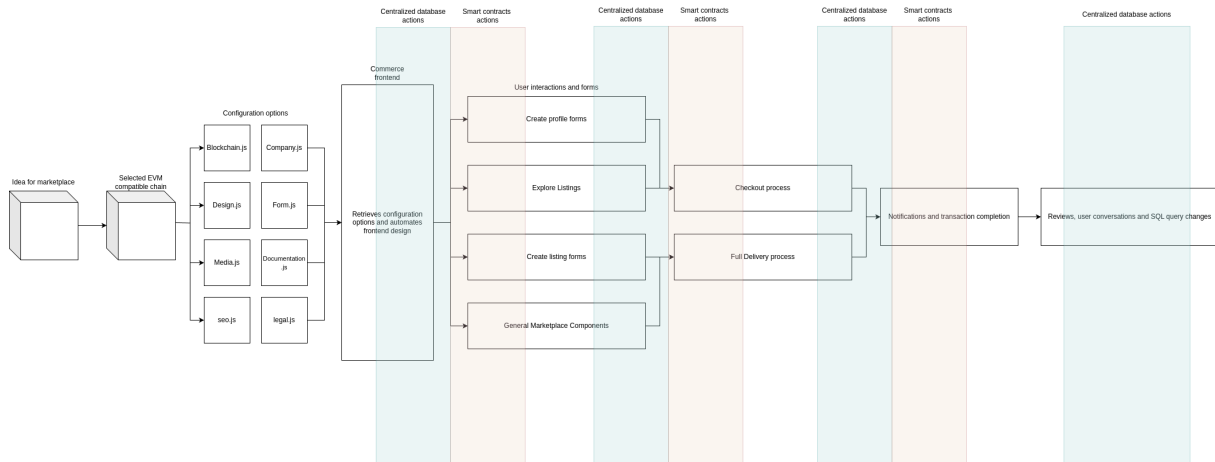 Centralized database
actions
Smart contracts
actions
Centralized database
actions
Smart contracts
actions
Centralized database
actions
Smart contracts
actions
Centralized database actions
Commerce
frontend
User interactions and forms
Configuration options
Create profile forms
Blockchain.js
Company.js
Idea for marketplace
Selected EVM
compatible chain
Explore Listings
Checkout process
Design.js
Form.js
Retrieves configuration
options and automates
frontend design
Notifications and transaction completion
Reviews, user conversations and SQL query changes
Media.js
Documentation
.js
Create listing forms
Full Delivery process
seo.js
legal.js
General Marketplace Components